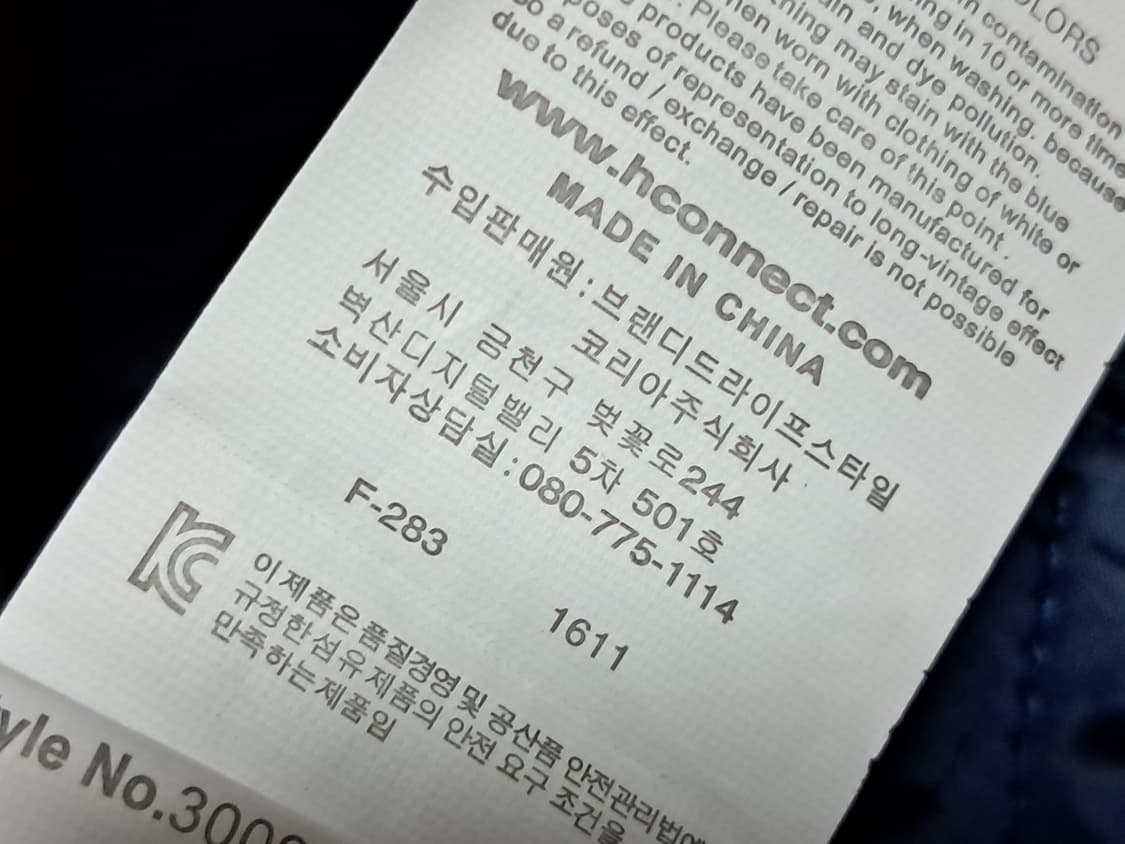 COLORS
contamination
ing in 10 or more time
, when washing, because
in and dye pollution.
thing may stain with the blue
hen worn with clothing of white or
. Please take care of this point.
products have been manufactured for
poses of representation to long-vintage effect
so a refund / exchange / repair is not possible
due to this effect.
www.hconnect.com
MADE IN CHINA
수입판매원:브랜디드라이프스타일
코리아주식회사
서울시 금천구 벚꽃로244
벽산디지털밸리 5차 501호
소비자상담실:080-775-1114
F-283 1611
KC
이 제품은 품질경영 및 공산품 안전관리법에
규정한 섬유제품의 안전 요구 조건을
만족하는 제품임
yle No.300